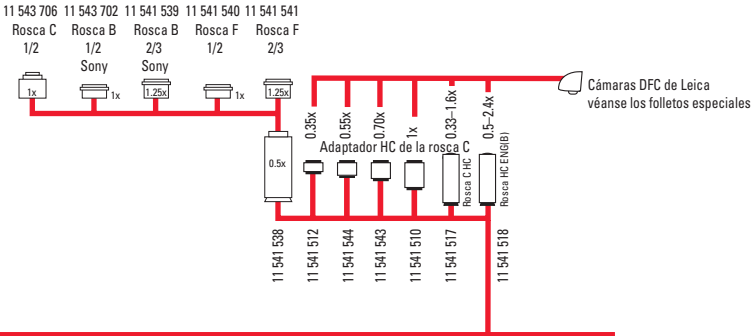 11 543 706 11 543 702 11 541 539 11 541 540 11 541 541
Rosca C Rosca B Rosca B Rosca F Rosca F
1/2 1/2 2/3 1/2 2/3
Sony Sony
1x 1x 1.25x 1x 1.25x
Cámaras DFC de Leica
véanse los folletos especiales
0.35x 0.55x 0.70x 1x 0.33–1.6x 0.5–2.4x
Adaptador HC de la rosca C
0.5x
Rosca C HC
Rosca HC ENG(B)
11 541 538 11 541 512 11 541 544 11 541 543 11 541 510 11 541 517 11 541 518